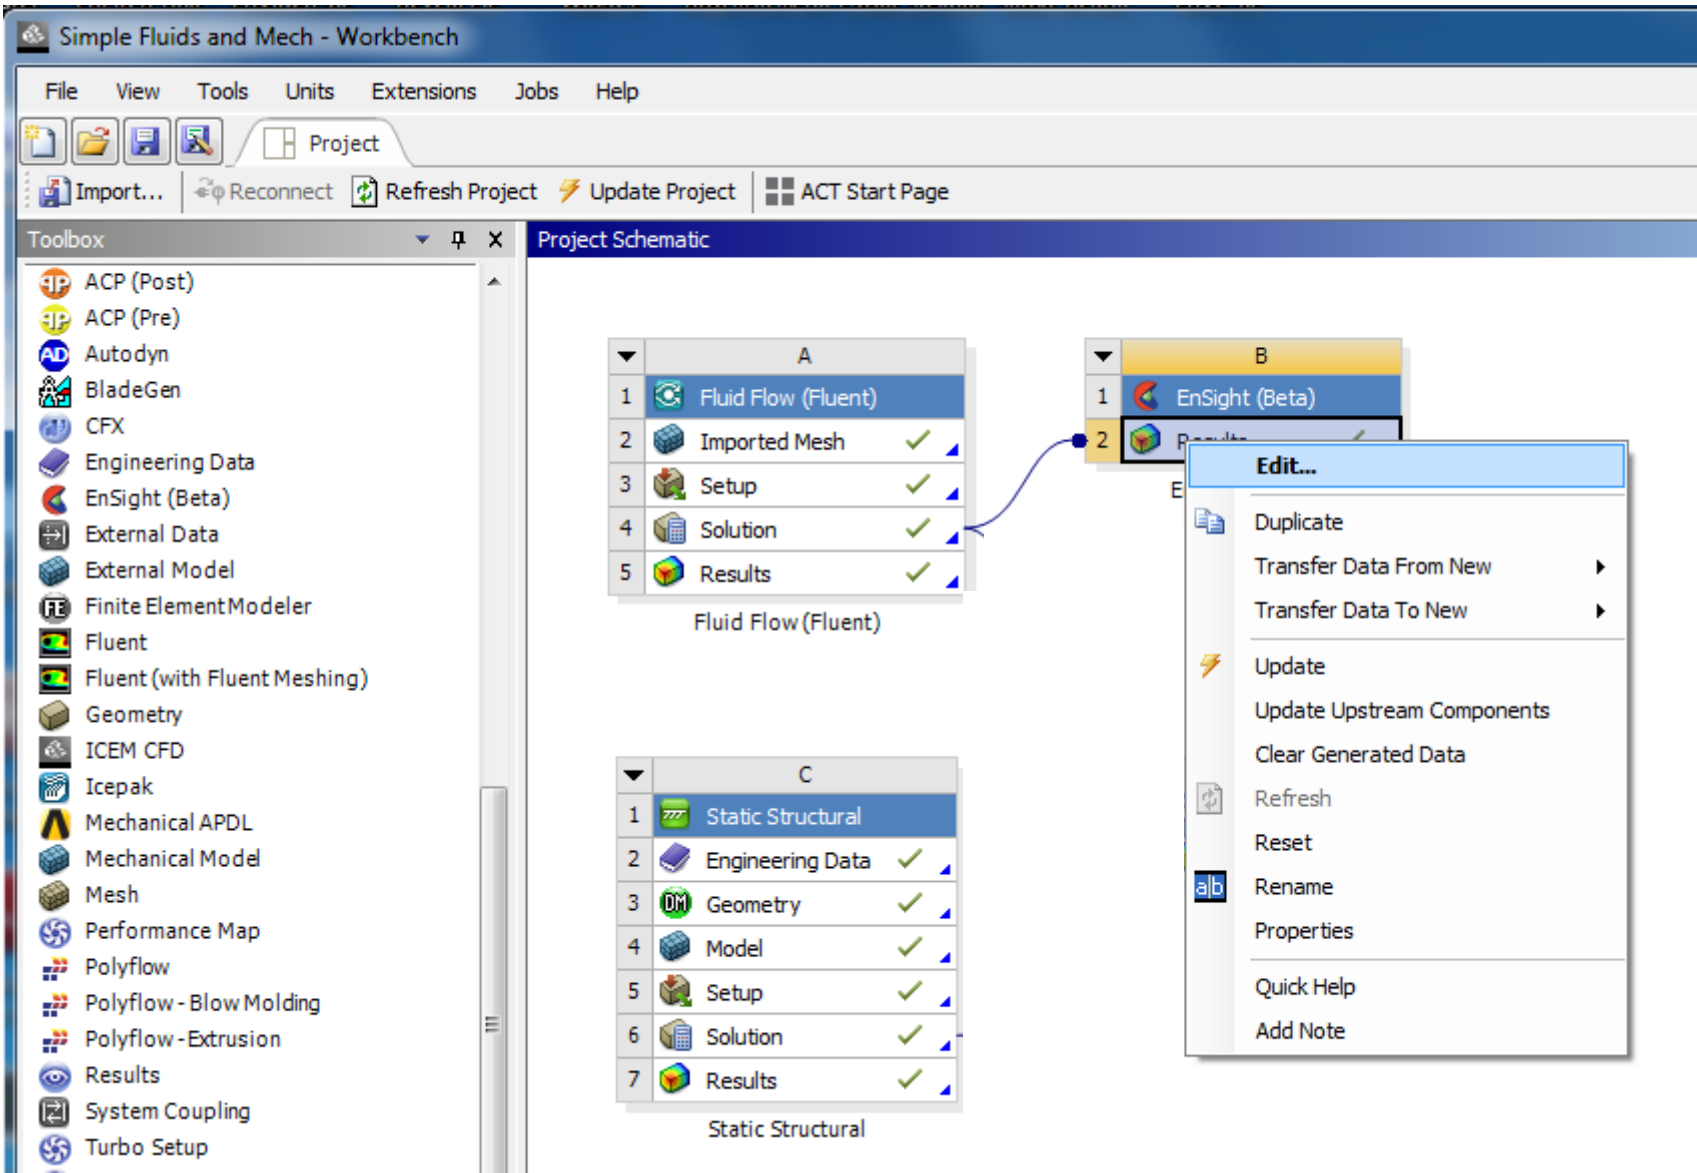 Simple Fluids and Mech - Workbench
File View Tools Units Extensions Jobs Help
Project
Import... Reconnect Refresh Project Update Project ACT Start Page
Toolbox
ACP (Post)
ACP (Pre)
AD Autodyn
BladeGen
CFX
Engineering Data
EnSight (Beta)
External Data
External Model
FE Finite Element Modeler
Fluent
Fluent (with Fluent Meshing)
Geometry
ICEM CFD
Icepak
Mechanical APDL
Mechanical Model
Mesh
Performance Map
Polyflow
Polyflow - Blow Molding
Polyflow - Extrusion
Results
System Coupling
Turbo Setup
Project Schematic
A
1 Fluid Flow (Fluent)
2 Imported Mesh
3 Setup
4 Solution
5 Results
Fluid Flow (Fluent)
B
1 EnSight (Beta)
2
Edit...
Duplicate
Transfer Data From New
Transfer Data To New
Update
Update Upstream Components
Clear Generated Data
Refresh
Reset
a|b Rename
Properties
Quick Help
Add Note
C
1 Static Structural
2 Engineering Data
3 DM Geometry
4 Model
5 Setup
6 Solution
7 Results
Static Structural